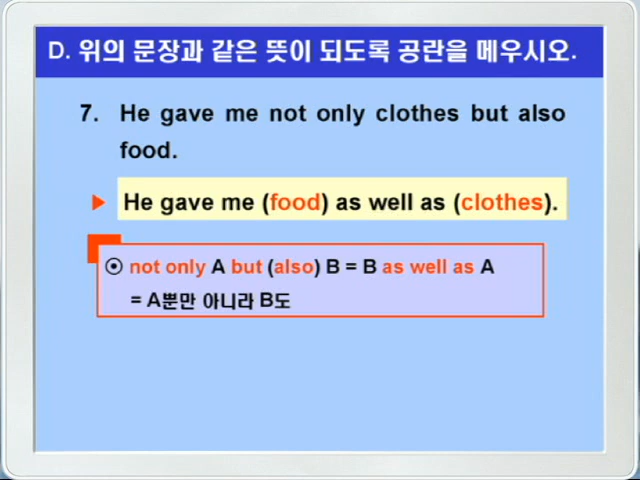 D. 위의 문장과 같은 뜻이 되도록 공란을 메우시오.
7. He gave me not only clothes but also
food.
▶ He gave me (food) as well as (clothes).
⊙ not only A but (also) B = B as well as A
= A뿐만 아니라 B도